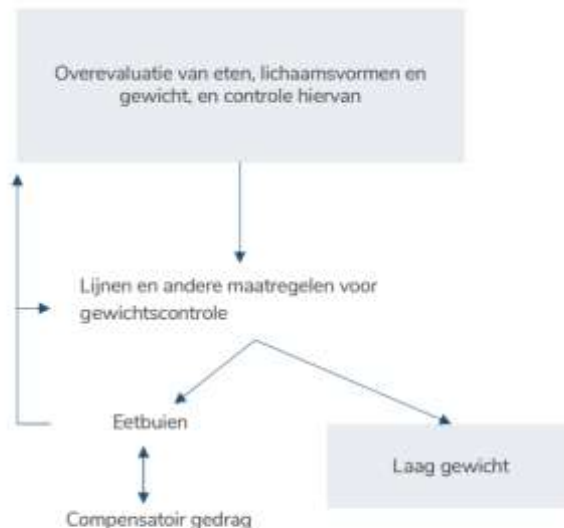 Overevaluatie van eten, lichaamsvormen en
gewicht, en controle hiervan
Lijnen en andere maatregelen voor
gewichtscontrole
Eetbuien
Laag gewicht
Compensatoir gedrag